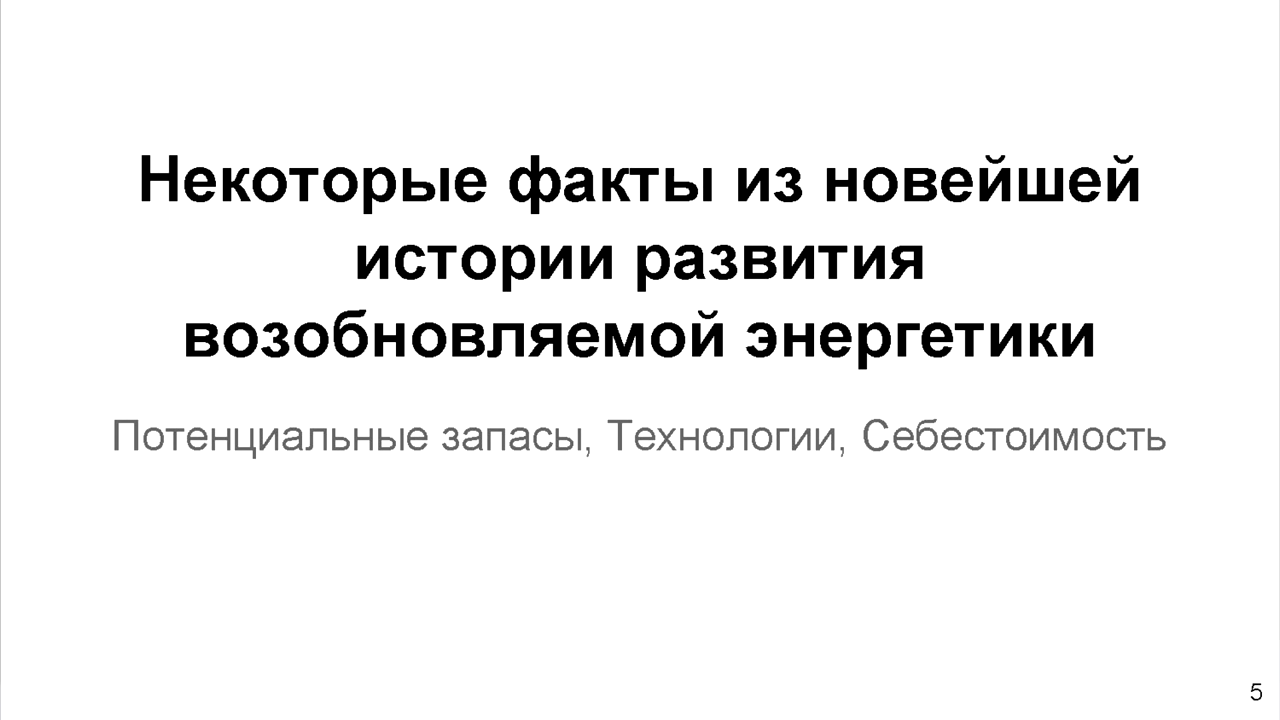 Некоторые факты из новейшей
истории развития
возобновляемой энергетики
Потенциальные запасы, Технологии, Себестоимость
5